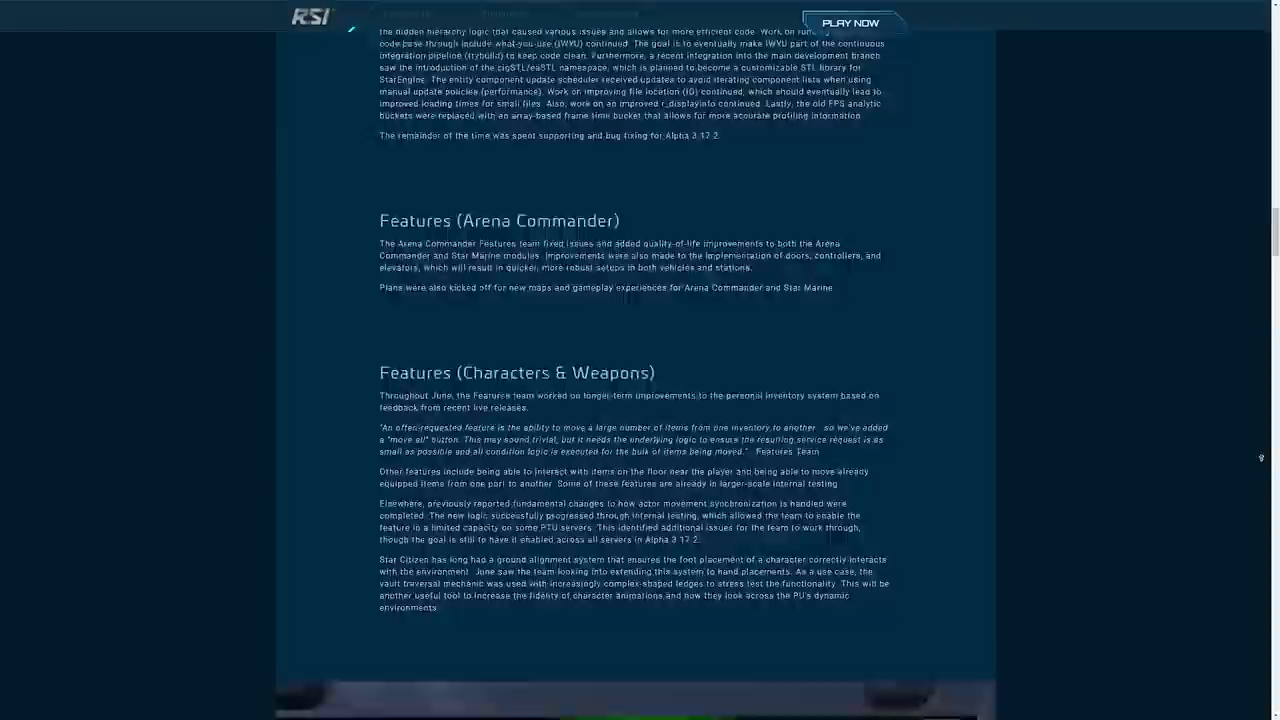 RSI
PLAY NOW
the hidden hierarchy logic that caused various issues and allows for more efficient code. Work on
code base through include-what-you-use (IWYU) continued. The goal is to eventually make IWYU part of the continuous
integration pipeline (trybuild) to keep code clean. Furthermore, a recent integration into the main development branch
saw the introduction of the cigSTL/eaSTL namespace, which is planned to become a customizable STL library for
StarEngine. The entity component update scheduler received updates to avoid iterating component lists when using
manual update policies (performance). Work on improving file location (IO) continued, which should eventually lead to
improved loading times for small files. Also, work on an improved r_displayinfo continued. Lastly, the old FPS analytic
buckets were replaced with an array-based frame time bucket that allows for more accurate profiling information.
The remainder of the time was spent supporting and bug fixing for Alpha 3.17.2.
Features (Arena Commander)
The Arena Commander Features team fixed issues and added quality-of-life improvements to both the Arena
Commander and Star Marine modules. Improvements were also made to the implementation of doors, controllers, and
elevators, which will result in quicker, more robust setups in both vehicles and stations.
Plans were also kicked off for new maps and gameplay experiences for Arena Commander and Star Marine.
Features (Characters & Weapons)
Throughout June, the Features team worked on longer-term improvements to the personal inventory system based on
feedback from recent live releases.
"An often-requested feature is the ability to move a large number of items from one inventory to another - so we've added
a "move all" button. This may sound trivial, but it needs the underlying logic to ensure the resulting service request is as
small as possible and all condition logic is executed for the bulk of items being moved." - Features Team
Other features include being able to interact with items on the floor near the player and being able to move already
equipped items from one port to another. Some of these features are already in larger-scale internal testing.
Elsewhere, previously reported fundamental changes to how actor movement synchronization is handled were
completed. The new logic successfully progressed through internal testing, which allowed the team to enable the
feature in a limited capacity on some PTU servers. This identified additional issues for the team to work through,
though the goal is still to have it enabled across all servers in Alpha 3.17.2.
Star Citizen has long had a ground alignment system that ensures the foot placement of a character correctly interacts
with the environment. June saw the team looking into extending this system to hand placements. As a use case, the
vault traversal mechanic was used with increasingly complex-shaped ledges to stress test the functionality. This will be
another useful tool to increase the fidelity of character animations and how they look across the PU's dynamic
environments.